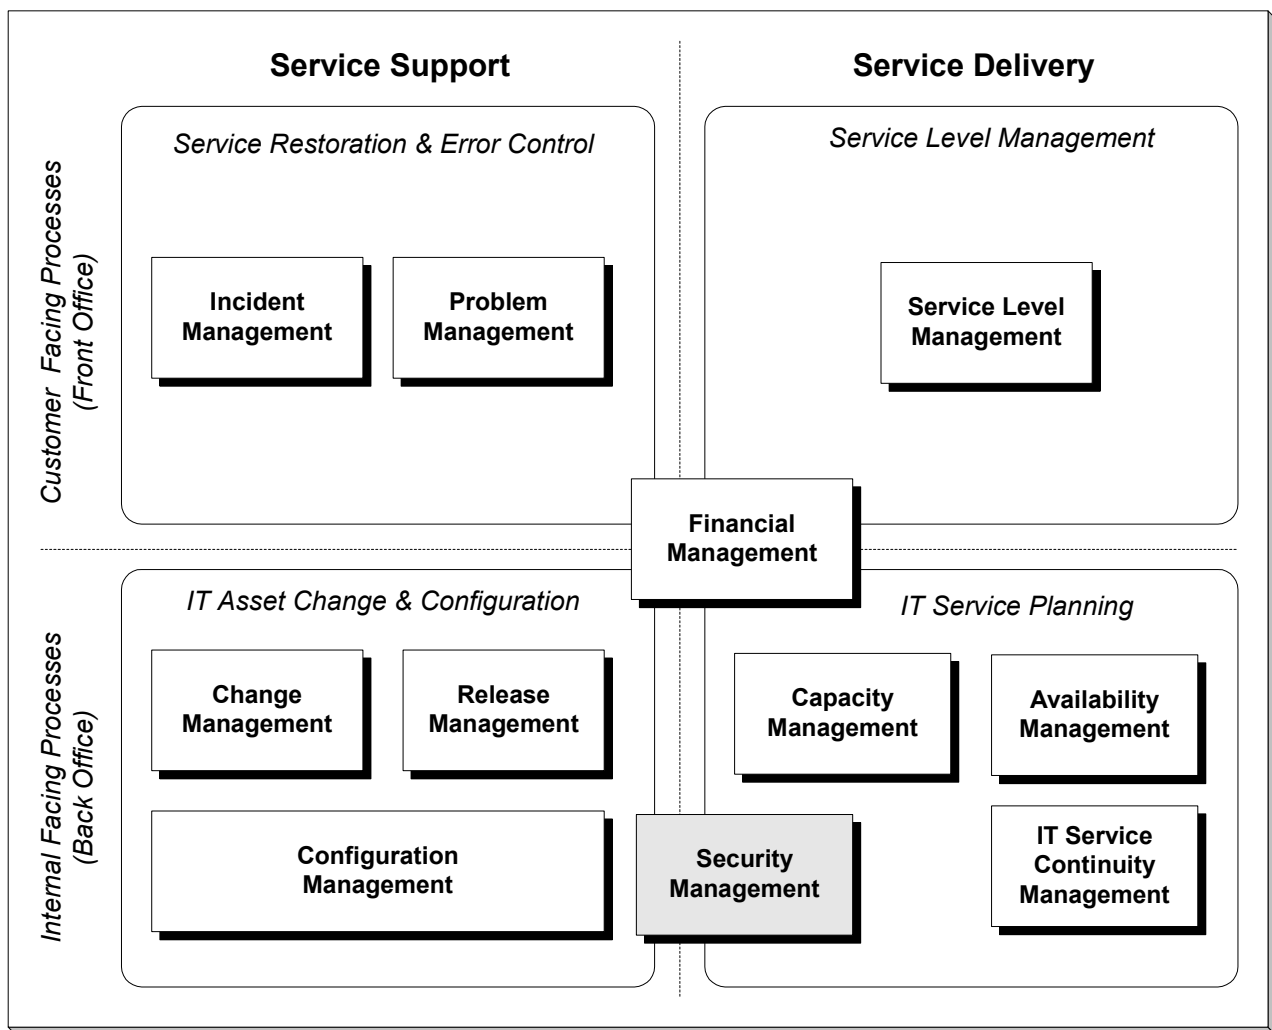 Service Support
Service Delivery
Customer Facing Processes
(Front Office)
Service Restoration & Error Control
Incident
Management
Problem
Management
Service Level Management
Service Level
Management
Financial
Management
Internal Facing Processes
(Back Office)
IT Asset Change & Configuration
Change
Management
Release
Management
Configuration
Management
Security
Management
IT Service Planning
Capacity
Management
Availability
Management
IT Service
Continuity
Management